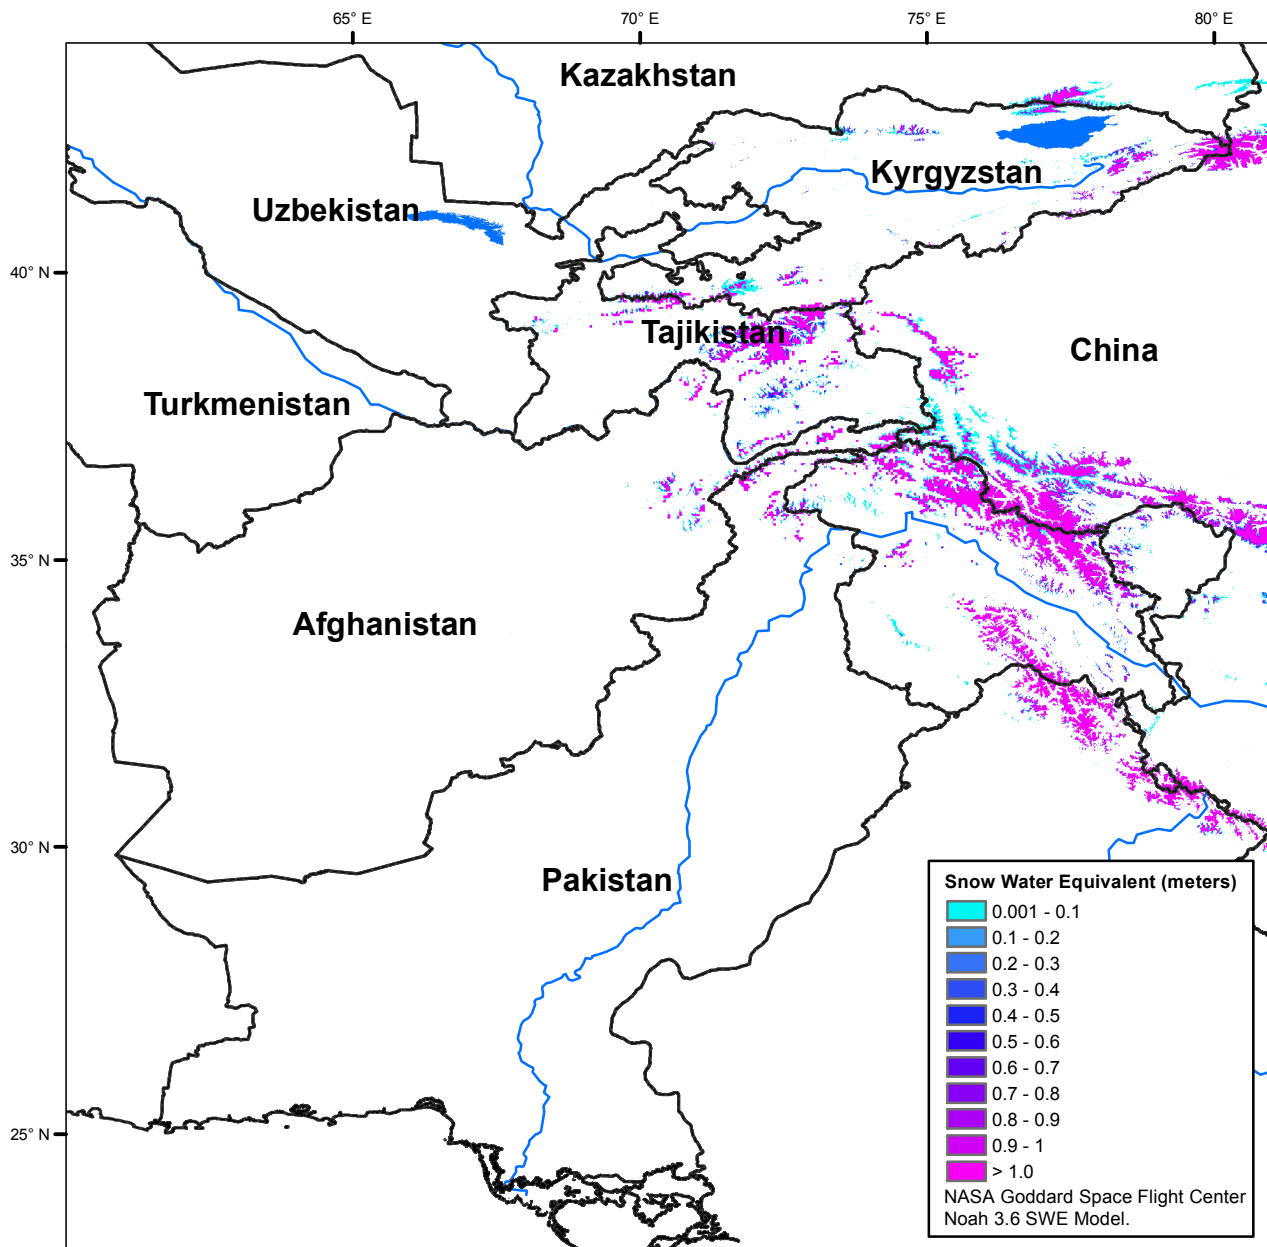 65° E
70° E
75° E
80° E
Kazakhstan
Kyrgyzstan
Uzbekistan
40° N
Tajikistan
China
Turkmenistan
35° N
Afghanistan
30° N
Pakistan
25° N
Snow Water Equivalent (meters)
0.001 - 0.1
0.1 - 0.2
0.2 - 0.3
0.3 - 0.4
0.4 - 0.5
0.5 - 0.6
0.6 - 0.7
0.7 - 0.8
0.8 - 0.9
0.9 - 1
> 1.0
NASA Goddard Space Flight Center
Noah 3.6 SWE Model.